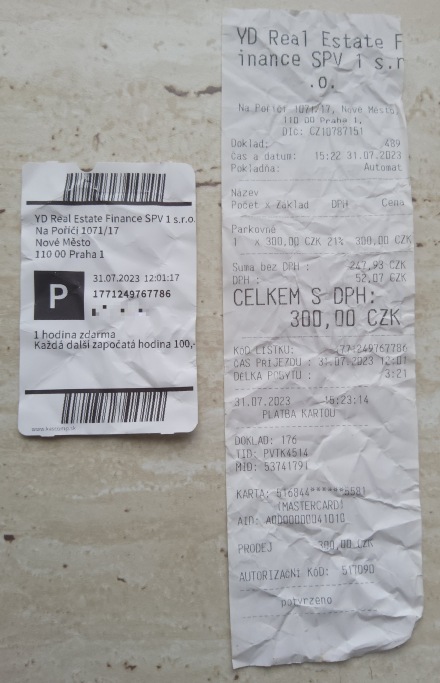 YD Real Estate Finance SPV 1 s.r.o.
Na Poříčí 1071/17
Nové Město
110 00 Praha 1
P
31.07.2023 12:01:17
1771249767786
1 hodina zdarma
Každá další započatá hodina 100,-
YD Real Estate F
inance SPV 1 s.r
.o.
Na Poříčí 1071/17, Nové Město,
110 00 Praha 1,
DIČ: CZ10787151
Doklad: 489
Čas a datum: 15:22 31.07.2023
Pokladna: Automat
Název
Počet x Základ DPH Cena
Parkovné
1 x 300,00 CZK 21% 300,00 CZK
Suma bez DPH : 247,93 CZK
DPH : 52,07 CZK
CELKEM S DPH:
300,00 CZK
KÓD LÍSTKU: 1771249767786
ČAS PŘÍJEZDU : 31.07.2023 12:01
DÉLKA POBYTU : 3:21
31.07.2023 15:23:14
PLATBA KARTOU
DOKLAD: 176
TID: PVTK4514
MID: 53741791
KARTA: 516844******5581
(MASTERCARD)
AID: A0000000041010
PRODEJ 300,00 CZK
AUTORIZAČNÍ KÓD: 517090
potvrzeno